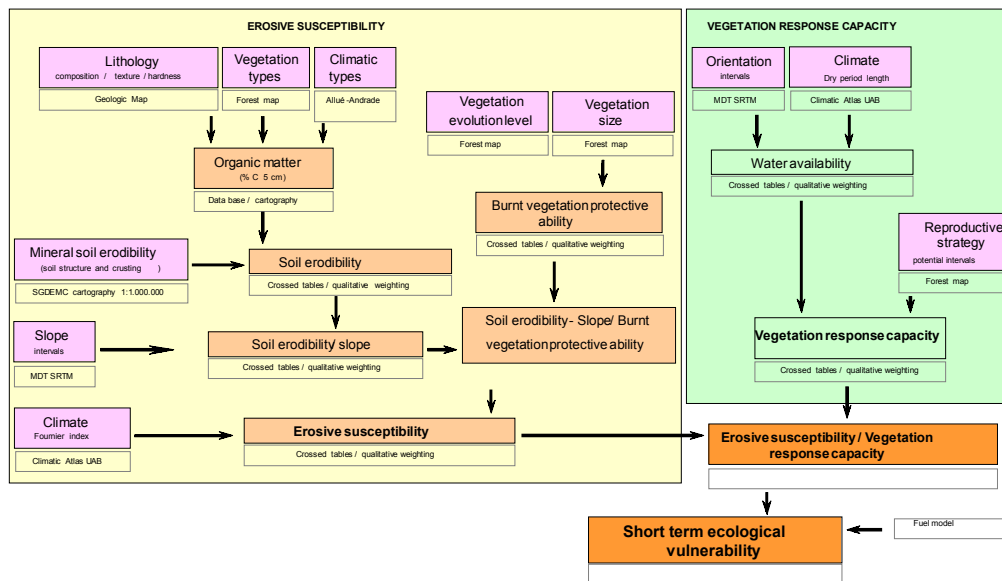 EROSIVE SUSCEPTIBILITY
Lithology
composition / texture / hardness
Geologic Map
Vegetation
types
Forest map
Climatic
types
Allué-Andrade
Vegetation
evolution level
Forest map
Vegetation
size
Forest map
Organic matter
(% C 5 cm)
Data base / cartography
Burnt vegetation protective
ability
Crossed tables / qualitative weighting
Mineral soil erodibility
(soil structure and crusting )
SGDEMC cartography 1:1.000.000
Soil erodibility
Crossed tables / qualitative weighting
Slope
intervals
MDT SRTM
Soil erodibility/ slope
Crossed tables / qualitative weighting
Soil erodibility - Slope/ Burnt
vegetation protective ability
Climate
Fournier index
Climatic Atlas UAB
Erosive susceptibility
Crossed tables / qualitative weighting
VEGETATION RESPONSE CAPACITY
Orientation
intervals
MDT SRTM
Climate
Dry period length
Climatic Atlas UAB
Water availability
Crossed tables / qualitative weighting
Reproductive
strategy
potential intervals
Forest map
Vegetation response capacity
Crossed tables / qualitative weighting
Erosive susceptibility / Vegetation
response capacity
Short term ecological
vulnerability
Fuel model